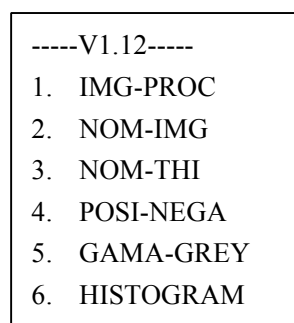 -----V1.12-----
1. IMG-PROC
2. NOM-IMG
3. NOM-THI
4. POSI-NEGA
5. GAMA-GREY
6. HISTOGRAM